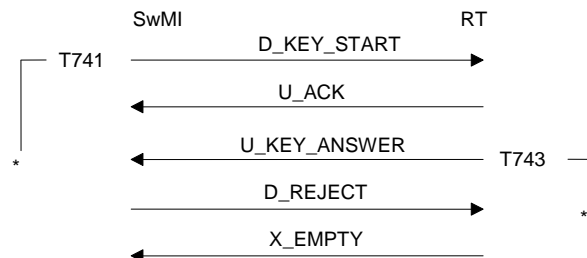 SwMI RT
D_KEY_START
T741
U_ACK
U_KEY_ANSWER
T743
*
D_REJECT
*
X_EMPTY